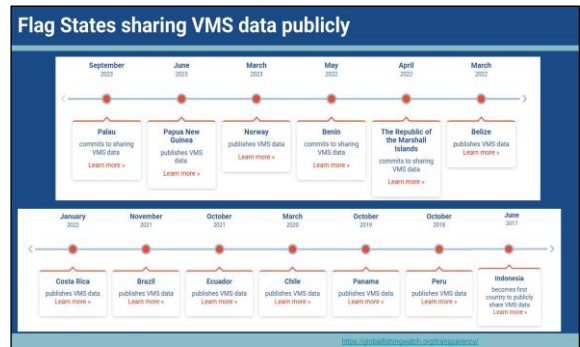 Flag States sharing VMS data publicly
September
2023
June
2023
March
2023
May
2022
April
2022
March
2022
Palau
commits to sharing
VMS data
Learn more »
Papua New
Guinea
publishes VMS
data
Learn more »
Norway
publishes VMS data
Learn more »
Benin
commits to sharing
VMS data
Learn more »
The Republic of
the Marshall
Islands
commits to sharing
VMS data
Learn more »
Belize
publishes VMS data
Learn more »
January
2022
November
2021
October
2021
March
2020
October
2019
October
2018
June
2017
Costa Rica
publishes VMS data
Learn more »
Brazil
publishes VMS data
Learn more »
Ecuador
publishes VMS data
Learn more »
Chile
publishes VMS data
Learn more »
Panama
publishes VMS data
Learn more »
Peru
publishes VMS data
Learn more »
Indonesia
becomes first
country to publicly
share VMS data
Learn more »
https://globalfishingwatch.org/transparency/